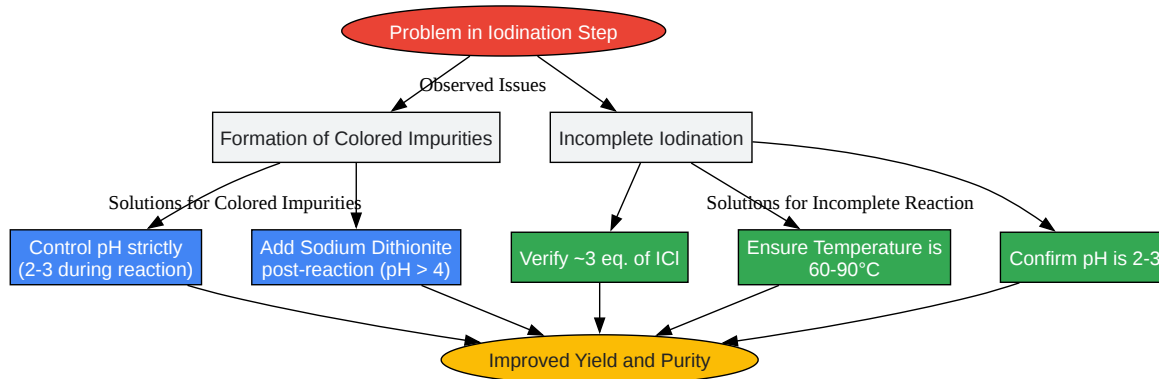 Problem in Iodination Step
Observed Issues
Formation of Colored Impurities
Incomplete Iodination
Solutions for Colored Impurities
Solutions for Incomplete Reaction
Control pH strictly
(2-3 during reaction)
Add Sodium Dithionite
post-reaction (pH > 4)
Verify ~3 eq. of ICl
Ensure Temperature is
60-90°C
Confirm pH is 2-3
Improved Yield and Purity